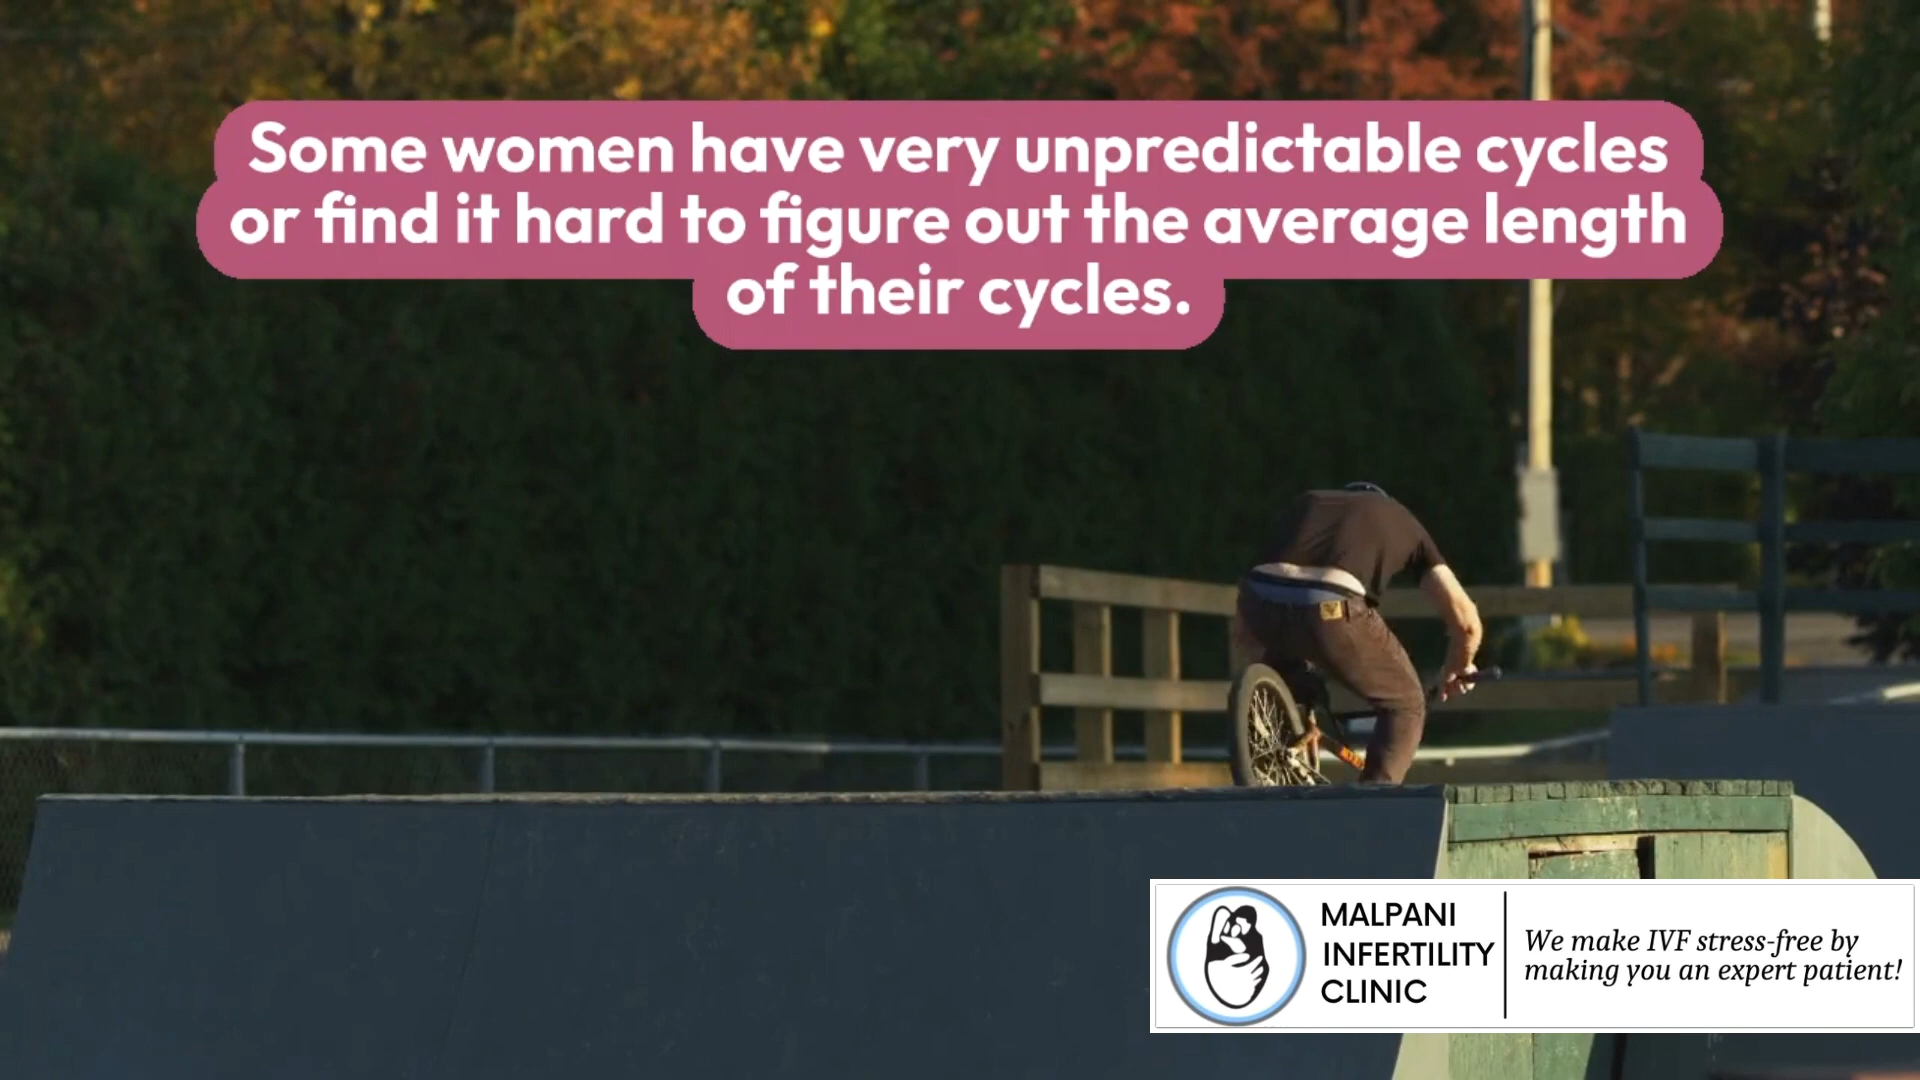 Some women have very unpredictable cycles
or find it hard to figure out the average length
of their cycles.
MALPANI
INFERTILITY
CLINIC
We make IVF stress-free by
making you an expert patient!